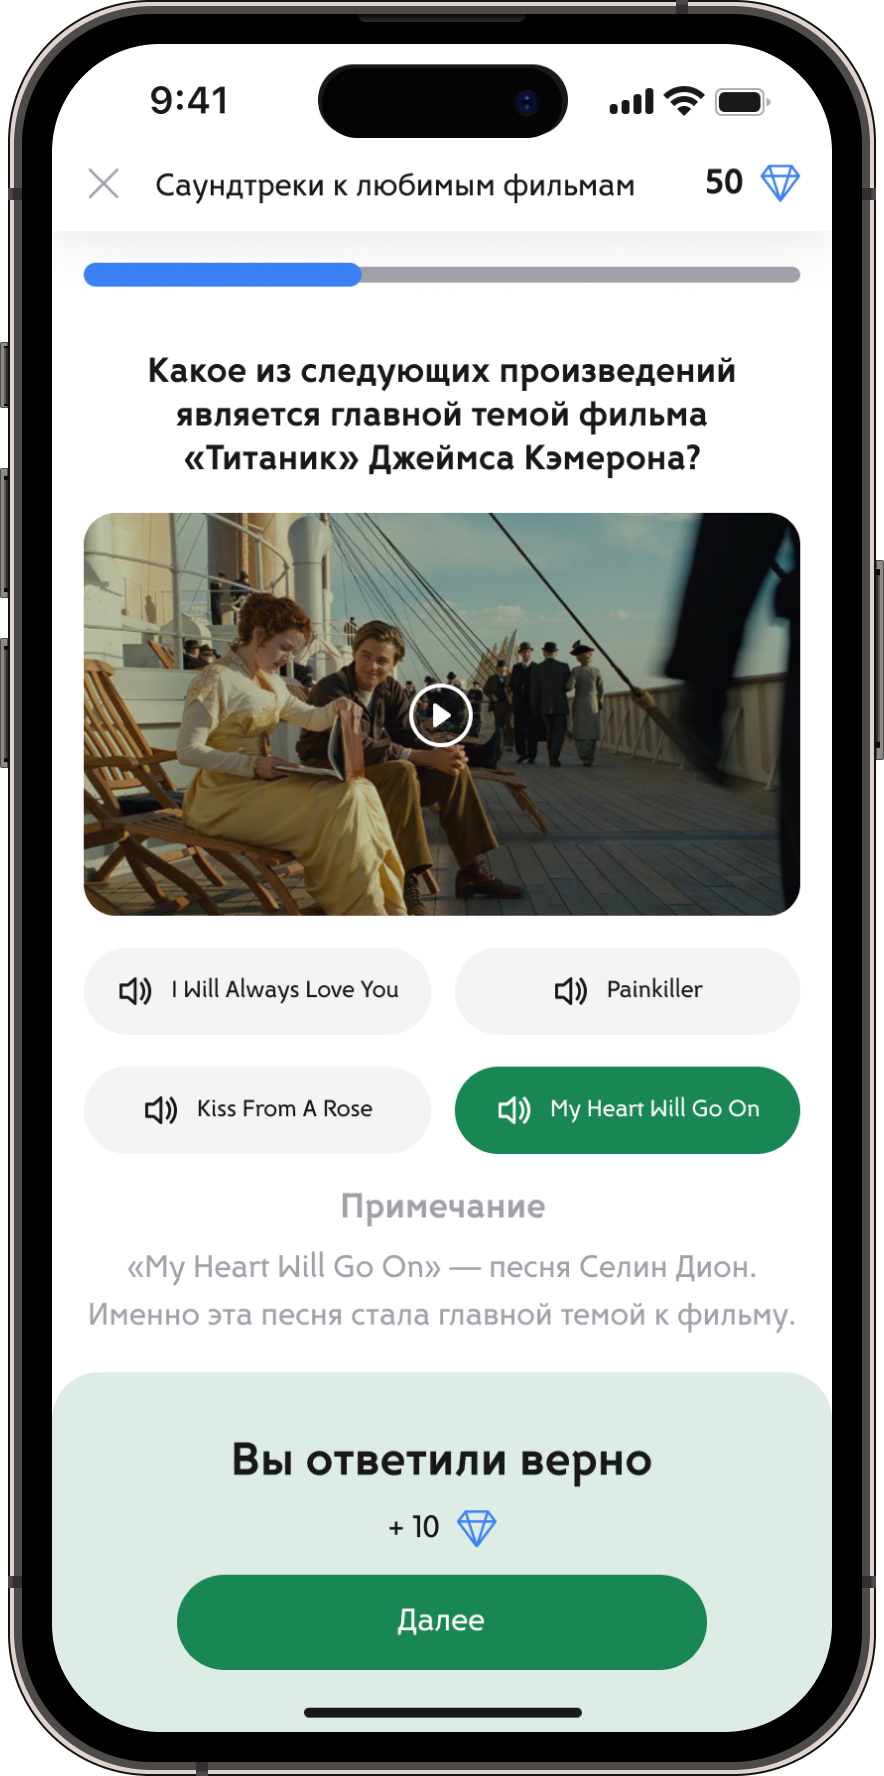 9:41
Саундтреки к любимым фильмам 50
Какое из следующих произведений
является главной темой фильма
«Титаник» Джеймса Кэмерона?
I Will Always Love You
Painkiller
Kiss From A Rose
My Heart Will Go On
Примечание
«My Heart Will Go On» — песня Селин Дион.
Именно эта песня стала главной темой к фильму.
Вы ответили верно
+ 10
Далее